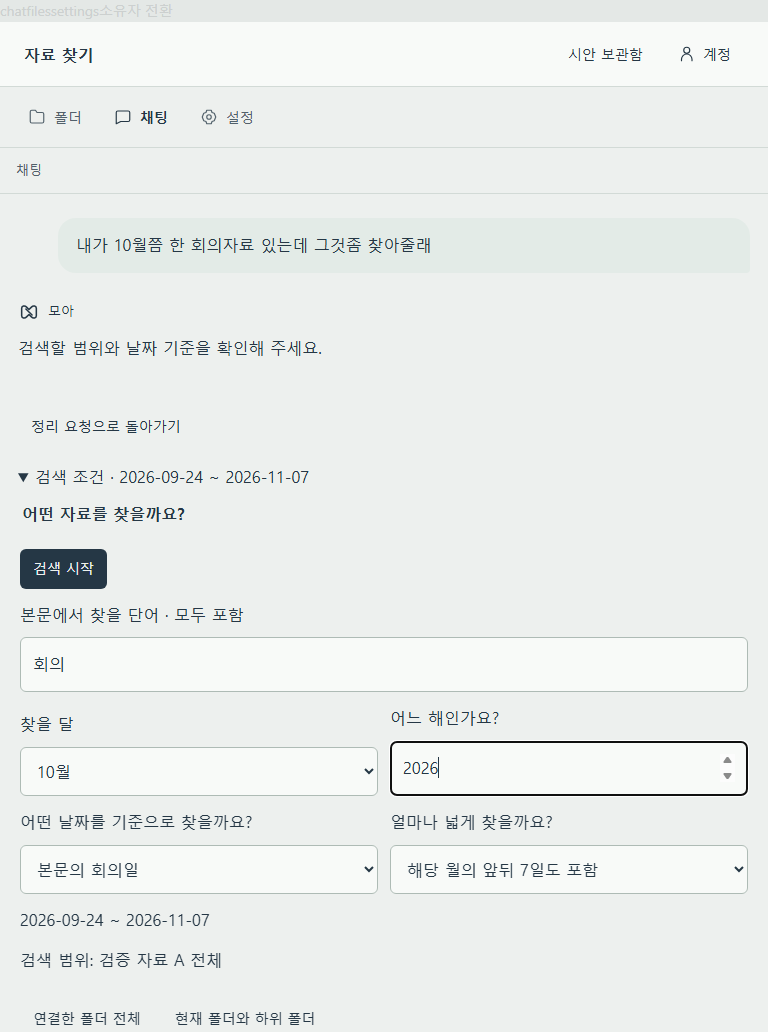 chatfilessettings소유자 전환
자료 찾기
시안 보관함
계정
폴더
채팅
설정
채팅
내가 10월쯤 한 회의자료 있는데 그것좀 찾아줄래
모아
검색할 범위와 날짜 기준을 확인해 주세요.
정리 요청으로 돌아가기
▼ 검색 조건 · 2026-09-24 ~ 2026-11-07
어떤 자료를 찾을까요?
검색 시작
본문에서 찾을 단어 · 모두 포함
회의
찾을 달
어느 해인가요?
10월
2026
어떤 날짜를 기준으로 찾을까요?
얼마나 넓게 찾을까요?
본문의 회의일
해당 월의 앞뒤 7일도 포함
2026-09-24 ~ 2026-11-07
검색 범위: 검증 자료 A 전체
연결한 폴더 전체
현재 폴더와 하위 폴더